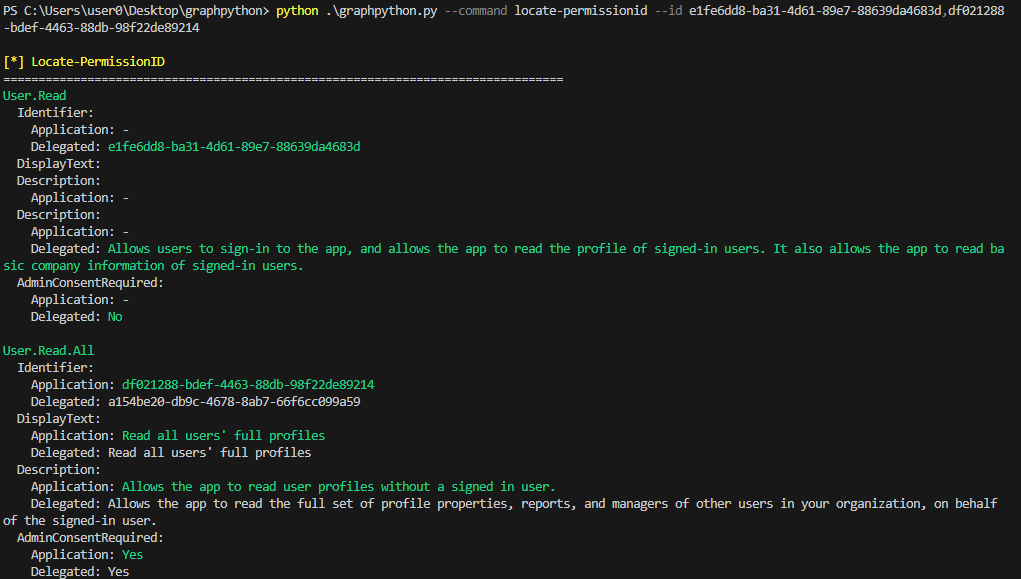 PS C:\Users\user0\Desktop\graphpython> python .\graphpython.py --command locate-permissionid --id e1fe6dd8-ba31-4d61-89e7-88639da4683d,df021288
-bdef-4463-88db-98f22de89214
[*] Locate-PermissionID
================================================================================
User.Read
  Identifier:
    Application: -
    Delegated: e1fe6dd8-ba31-4d61-89e7-88639da4683d
  DisplayText:
  Description:
    Application: -
  Description:
    Application: -
    Delegated: Allows users to sign-in to the app, and allows the app to read the profile of signed-in users. It also allows the app to read ba
sic company information of signed-in users.
  AdminConsentRequired:
    Application: -
    Delegated: No
User.Read.All
  Identifier:
    Application: df021288-bdef-4463-88db-98f22de89214
    Delegated: a154be20-db9c-4678-8ab7-66f6cc099a59
  DisplayText:
    Application: Read all users' full profiles
    Delegated: Read all users' full profiles
  Description:
    Application: Allows the app to read user profiles without a signed in user.
    Delegated: Allows the app to read the full set of profile properties, reports, and managers of other users in your organization, on behalf
of the signed-in user.
  AdminConsentRequired:
    Application: Yes
    Delegated: Yes